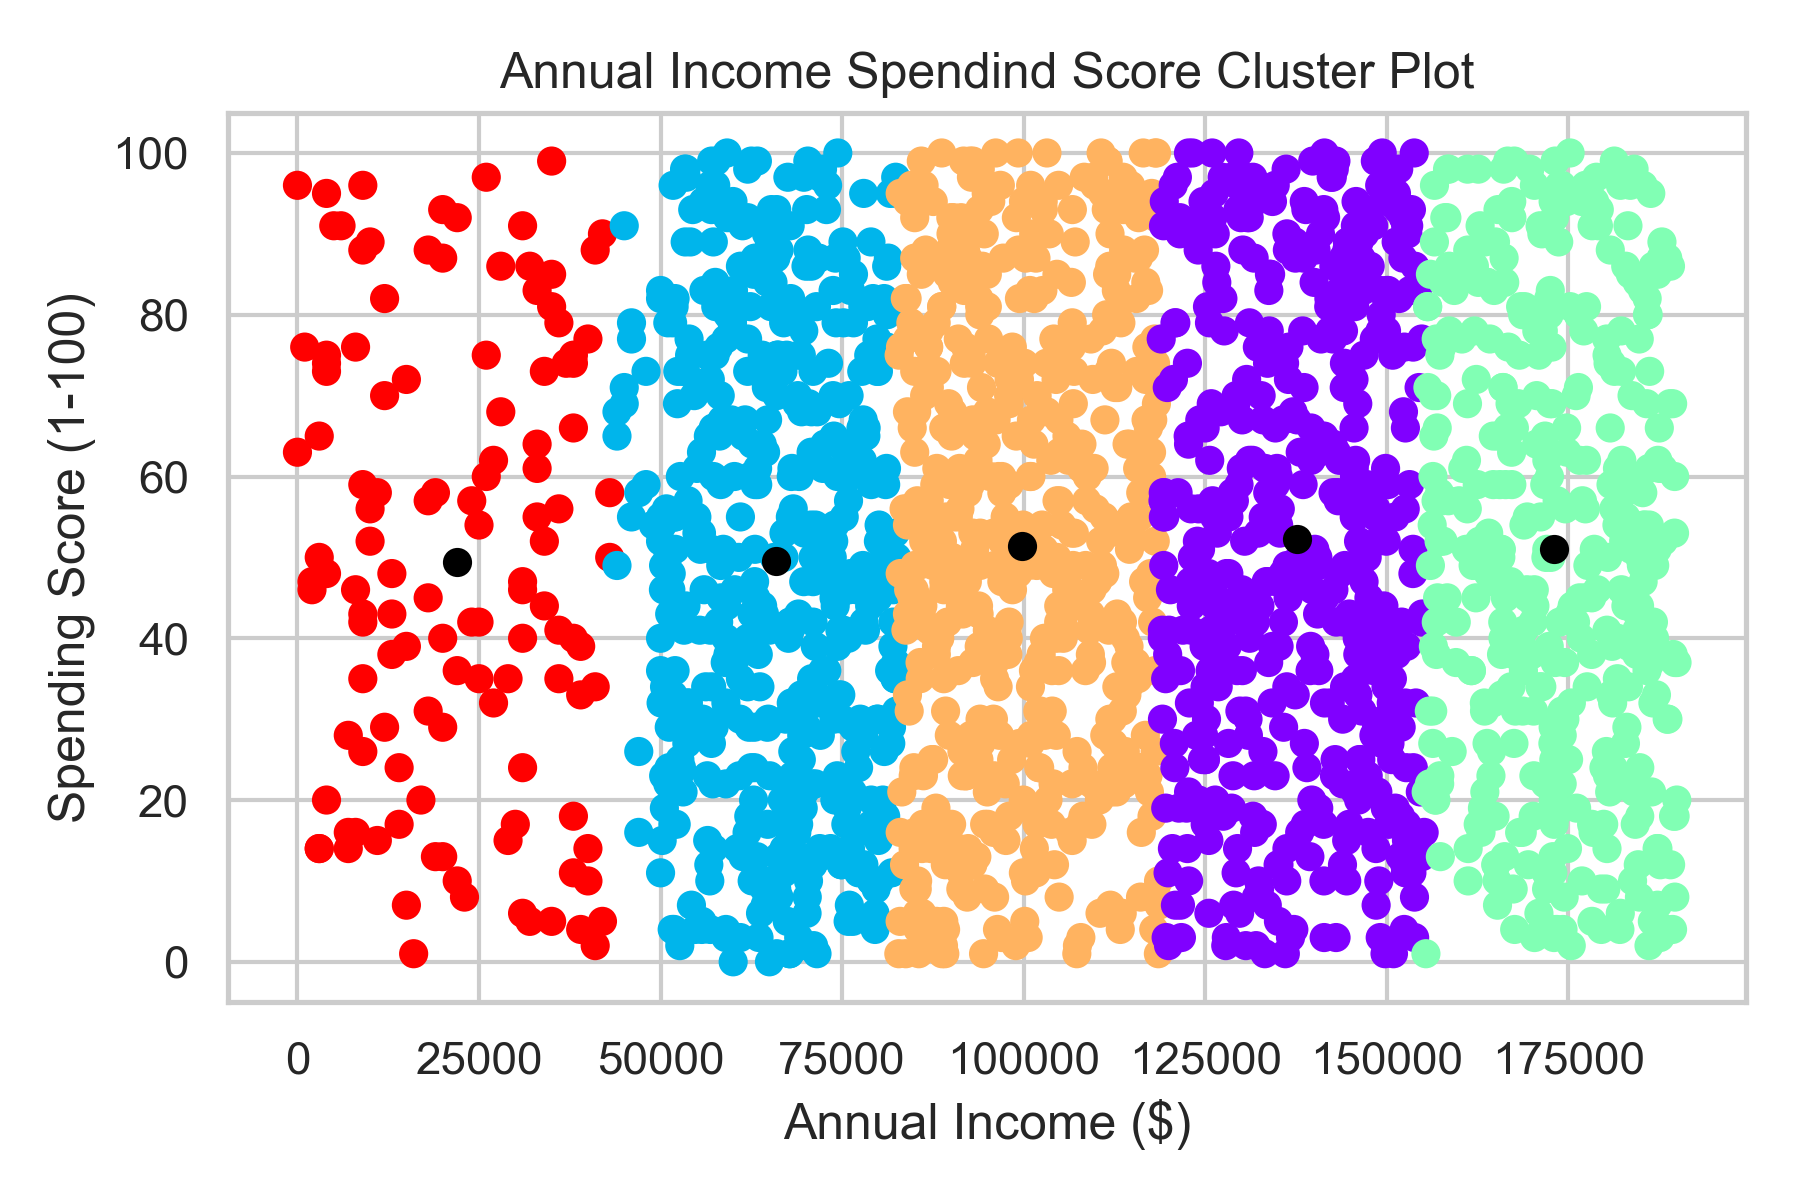 Annual Income Spendind Score Cluster Plot
100
80
60
40
20
0
Spending Score (1-100)
0 25000 50000 75000 100000 125000 150000 175000
Annual Income ($)